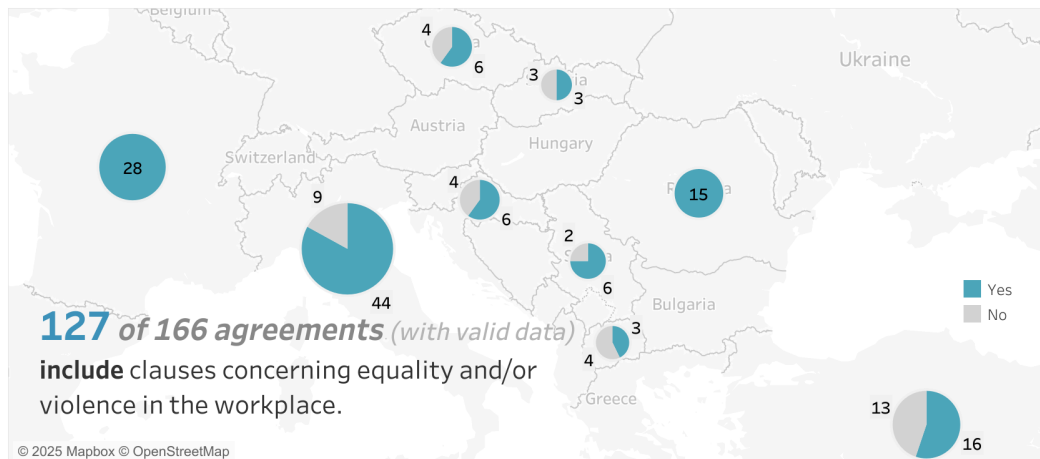 Belgium
4
6
Ukraine
3
3
Austria
Hungary
Switzerland
28
15
4
9
6
2
6
44
Yes
Bulgaria
No
127 of 166 agreements (with valid data)
3
4
include clauses concerning equality and/or
violence in the workplace.
Greece
13
16
© 2025 Mapbox © OpenStreetMap